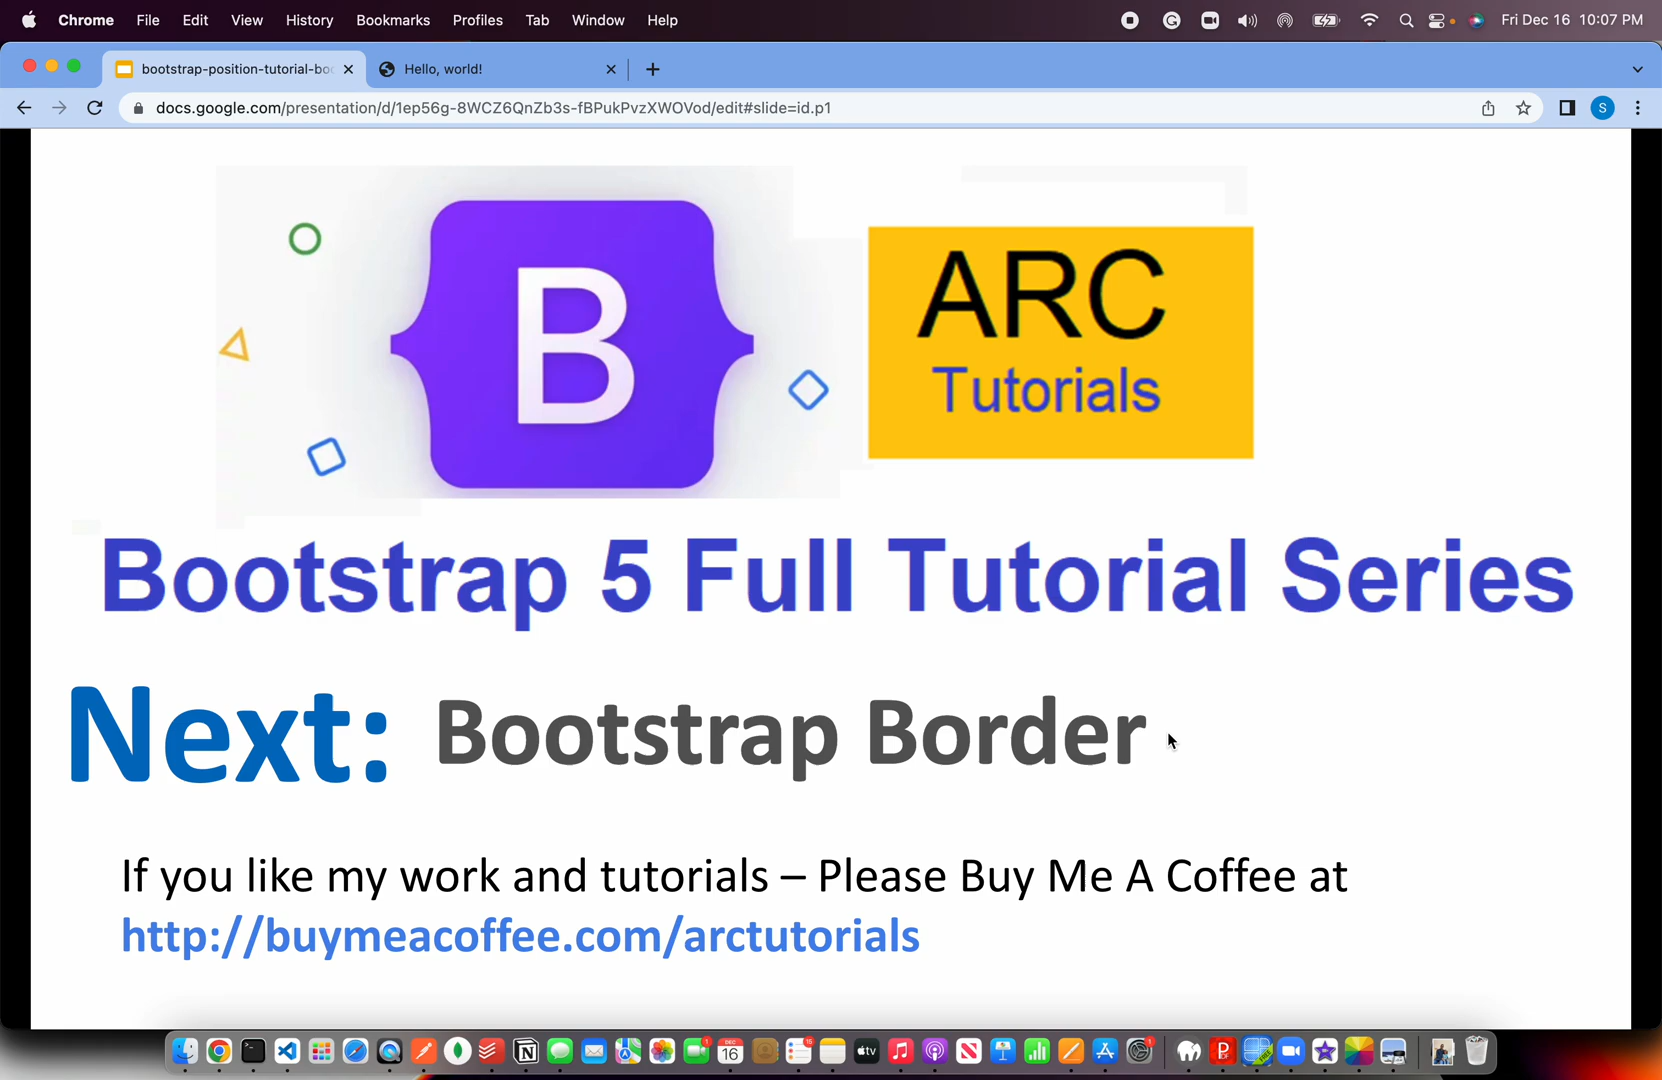 Chrome File Edit View History Bookmarks Profiles Tab Window Help Fri Dec 16 10:07 PM
bootstrap-position-tutorial-bo Hello, world!
docs.google.com/presentation/d/1ep56g-8WCZ6QnZb3s-fBPukPvzXWOVod/edit#slide=id.p1 S
B
ARC
Tutorials
Bootstrap 5 Full Tutorial Series
Next: Bootstrap Border
If you like my work and tutorials – Please Buy Me A Coffee at
http://buymeacoffee.com/arctutorials
DEC
16
tv